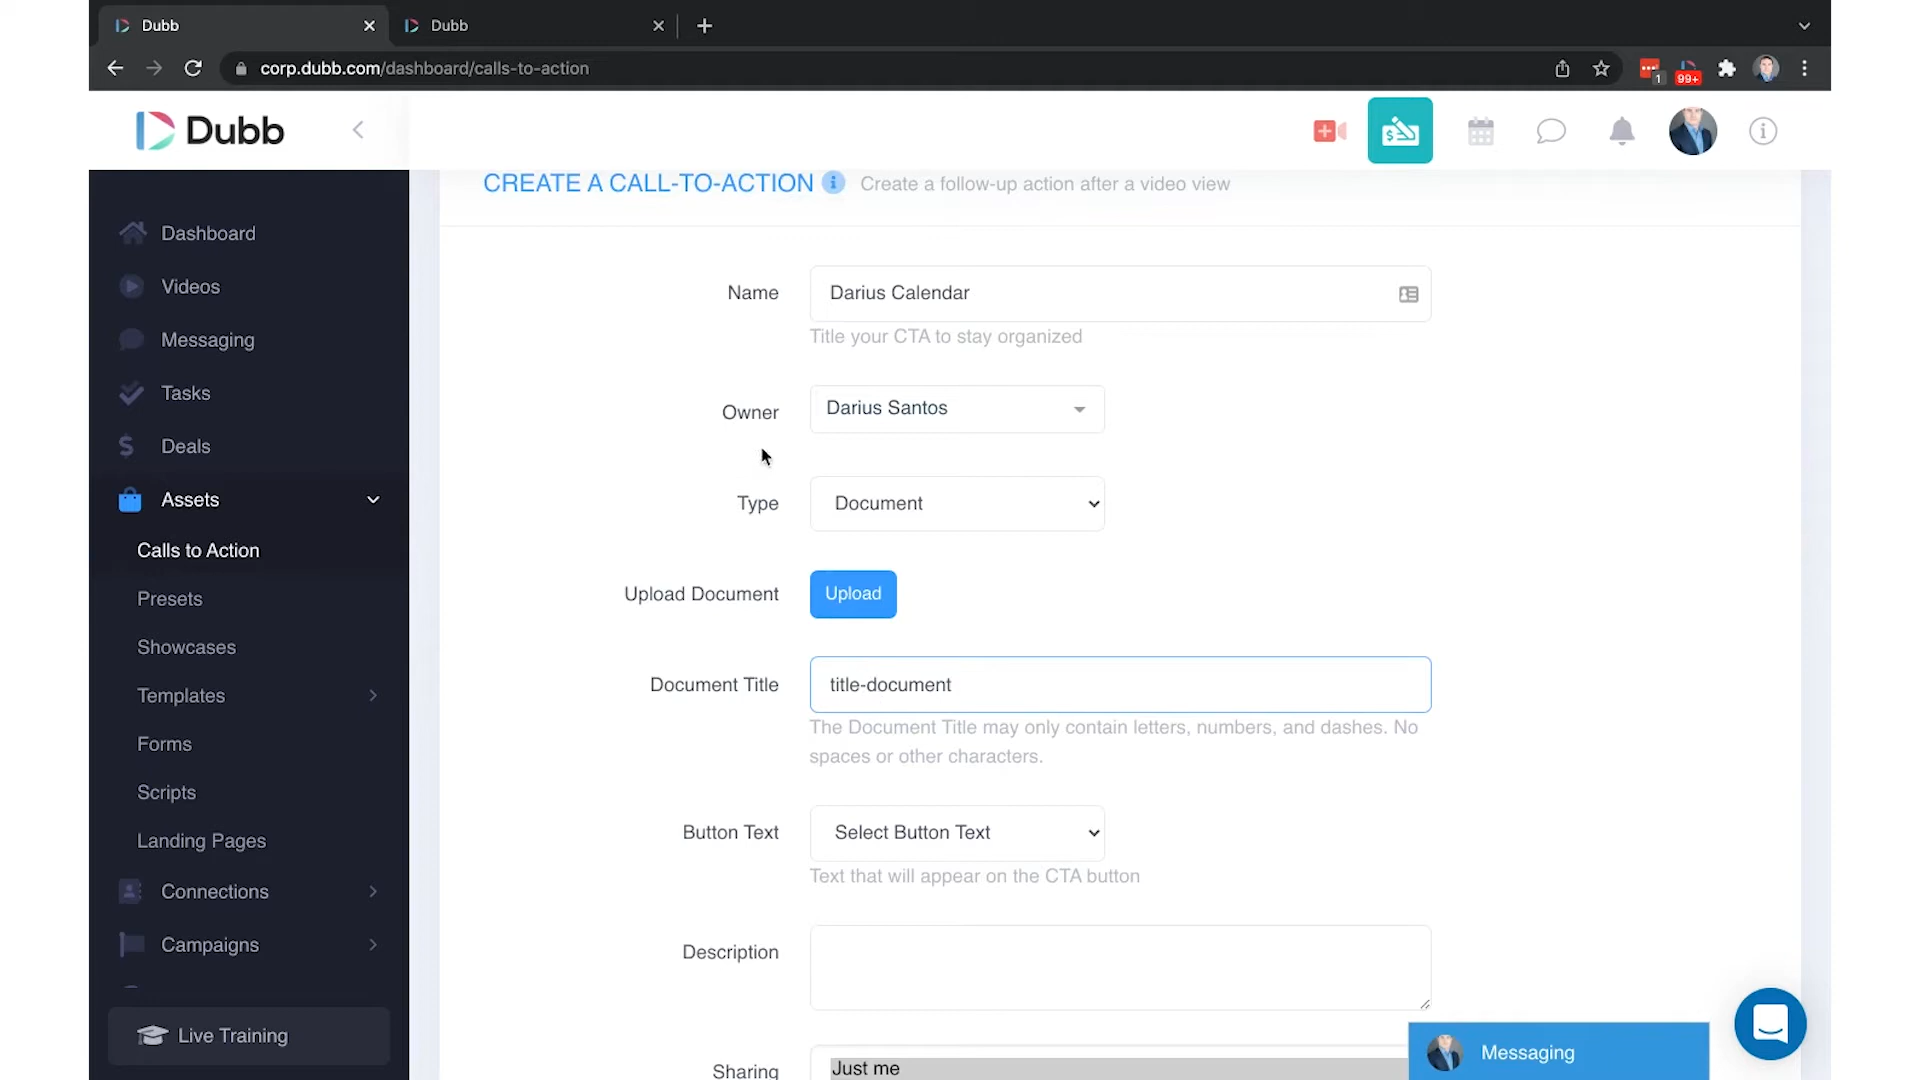 Dubb
Dubb
corp.dubb.com/dashboard/calls-to-action
1
99+
Dubb
CREATE A CALL-TO-ACTION
Create a follow-up action after a video view
Dashboard
Videos
Messaging
Tasks
Deals
Assets
Calls to Action
Presets
Showcases
Templates
Forms
Scripts
Landing Pages
Connections
Campaigns
Live Training
Name
Darius Calendar
Title your CTA to stay organized
Owner
Darius Santos
Type
Document
Upload Document
Upload
Document Title
title-document
The Document Title may only contain letters, numbers, and dashes. No
spaces or other characters.
Button Text
Select Button Text
Text that will appear on the CTA button
Description
Sharing
Just me
Messaging